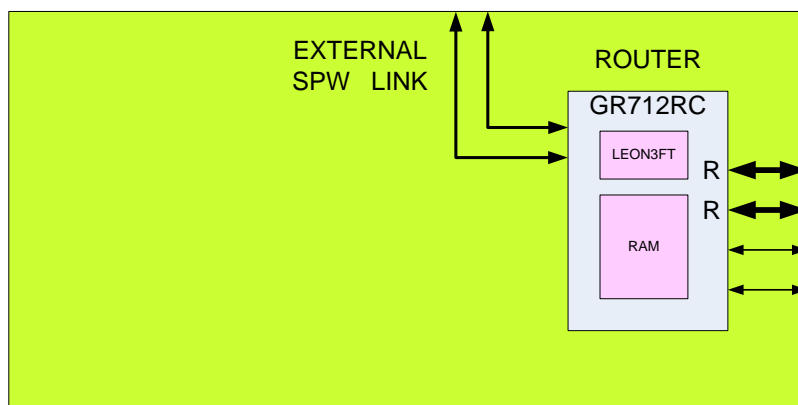 EXTERNAL
SPW LINK
ROUTER
GR712RC
LEON3FT
R
R
RAM